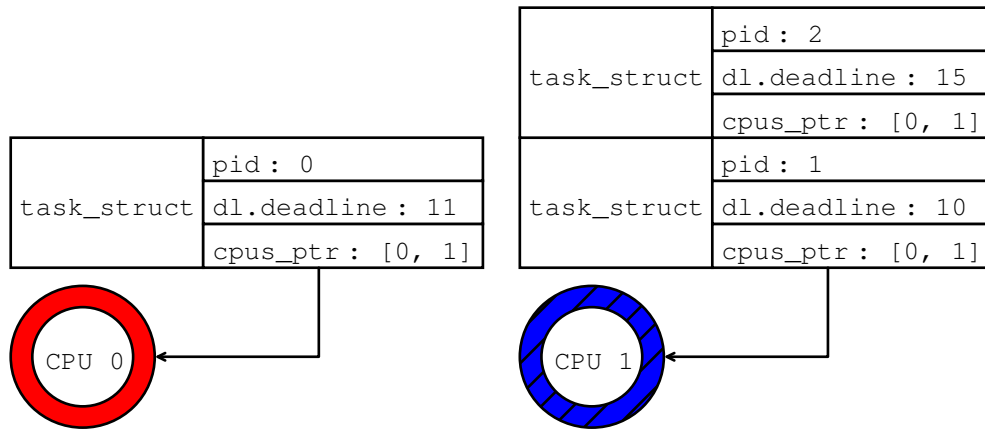 pid : 0
task_struct
dl.deadline : 11
cpus_ptr : [0, 1]
CPU 0
pid : 2
task_struct
dl.deadline : 15
cpus_ptr : [0, 1]
pid : 1
task_struct
dl.deadline : 10
cpus_ptr : [0, 1]
CPU 1